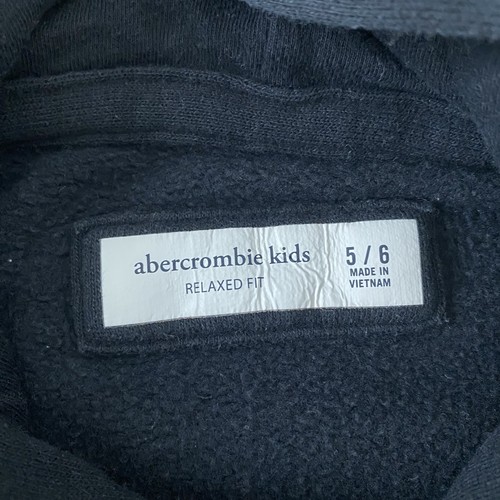 abercrombie kids
RELAXED FIT
5 / 6
MADE IN
VIETNAM